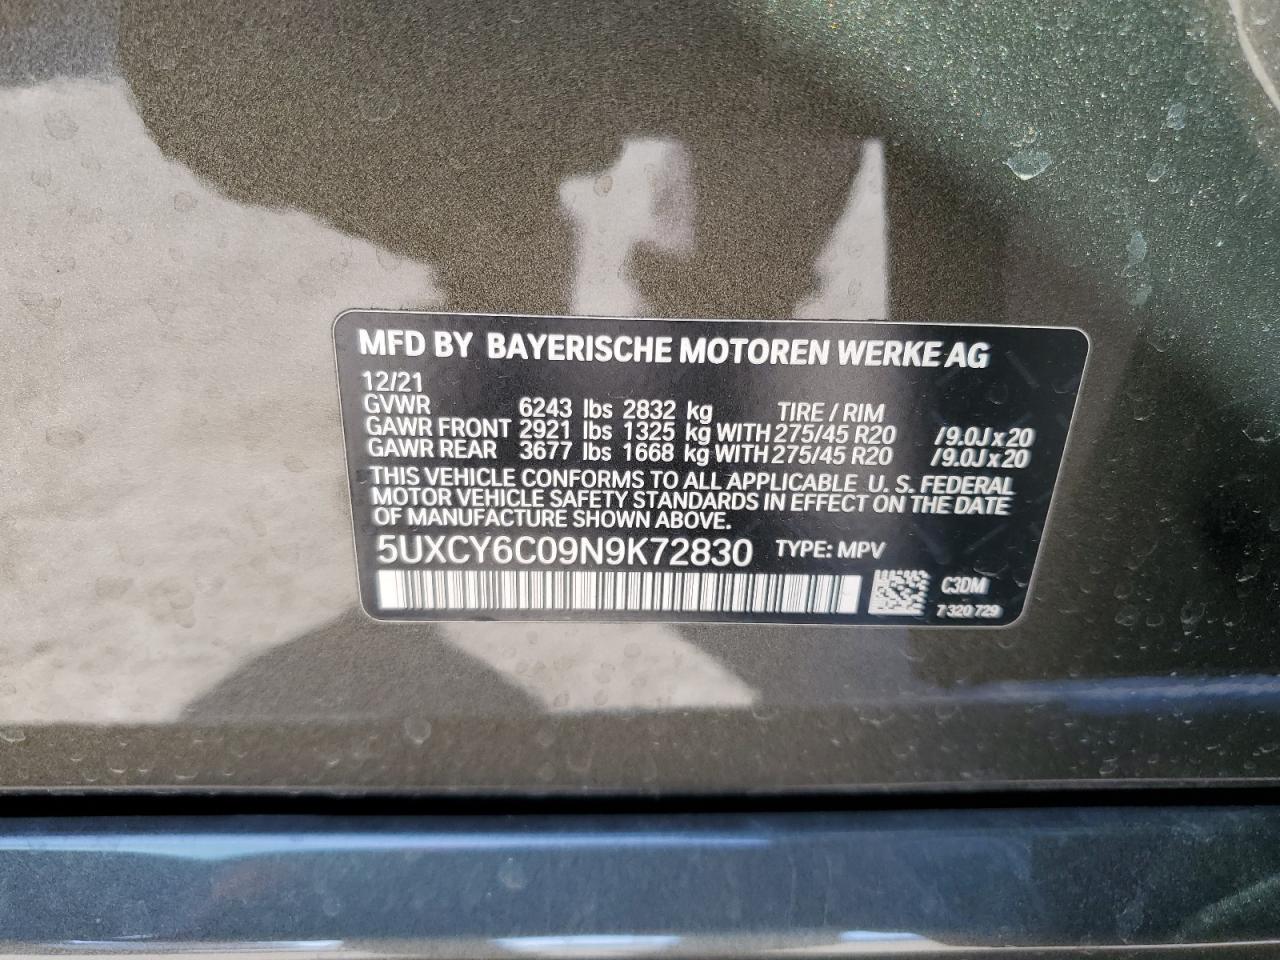 MFD BY BAYERISCHE MOTOREN WERKE AG
12/21
GVWR 6243 lbs 2832 kg TIRE / RIM
GAWR FRONT 2921 lbs 1325 kg WITH 275/45 R20 /9.0J x 20
GAWR REAR 3677 lbs 1668 kg WITH 275/45 R20 /9.0J x 20
THIS VEHICLE CONFORMS TO ALL APPLICABLE U. S. FEDERAL
MOTOR VEHICLE SAFETY STANDARDS IN EFFECT ON THE DATE
OF MANUFACTURE SHOWN ABOVE.
5UXCY6C09N9K72830 TYPE: MPV
C3DM
7 320 729